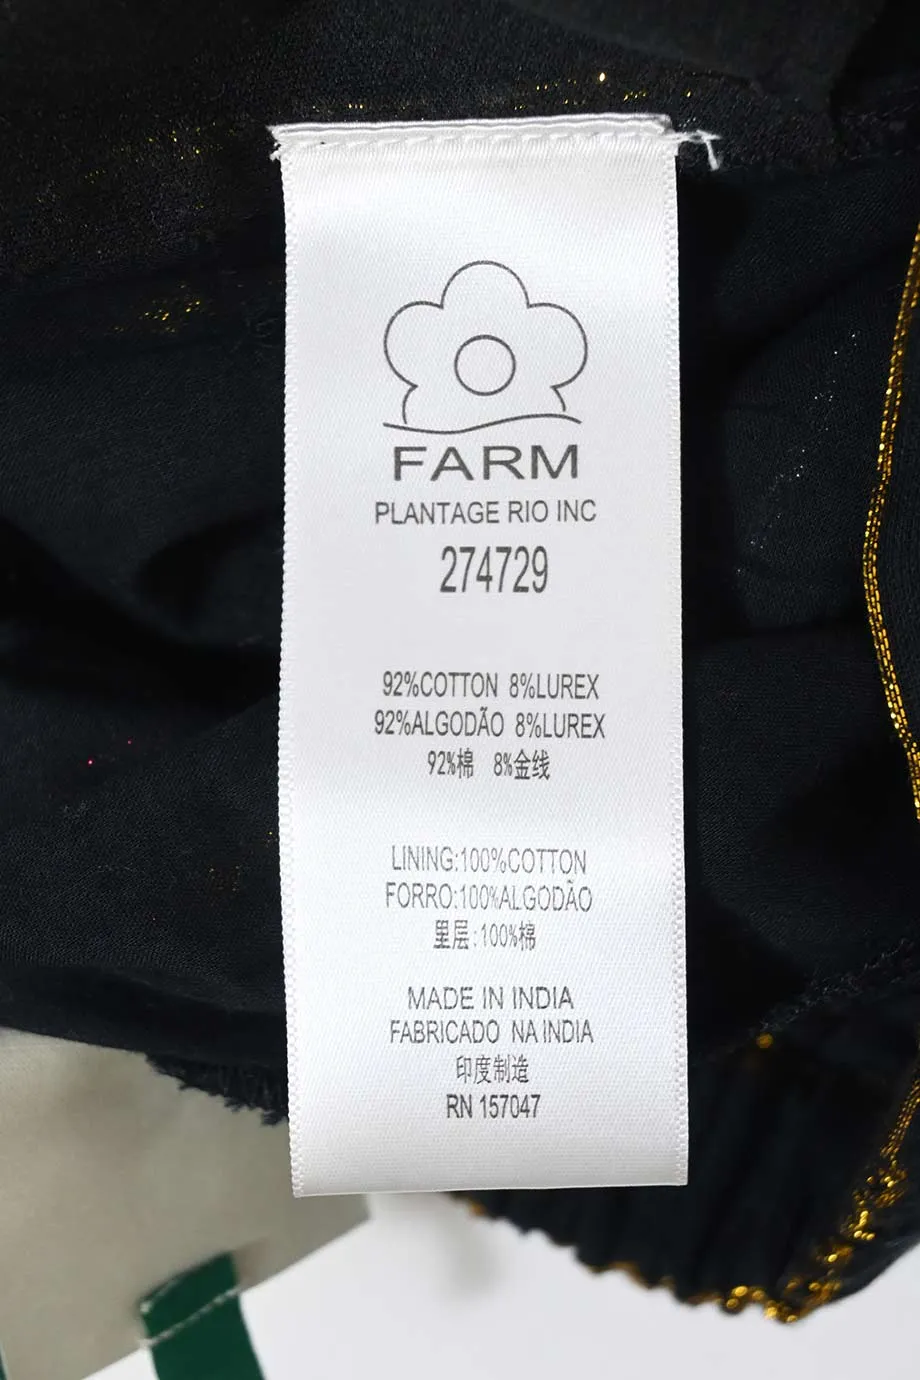 FARM
PLANTAGE RIO INC
274729
92%COTTON 8%LUREX
92%ALGODÃO 8%LUREX
92%棉 8%金线
LINING:100%COTTON
FORRO:100%ALGODÃO
里层:100%棉
MADE IN INDIA
FABRICADO NA INDIA
印度制造
RN 157047